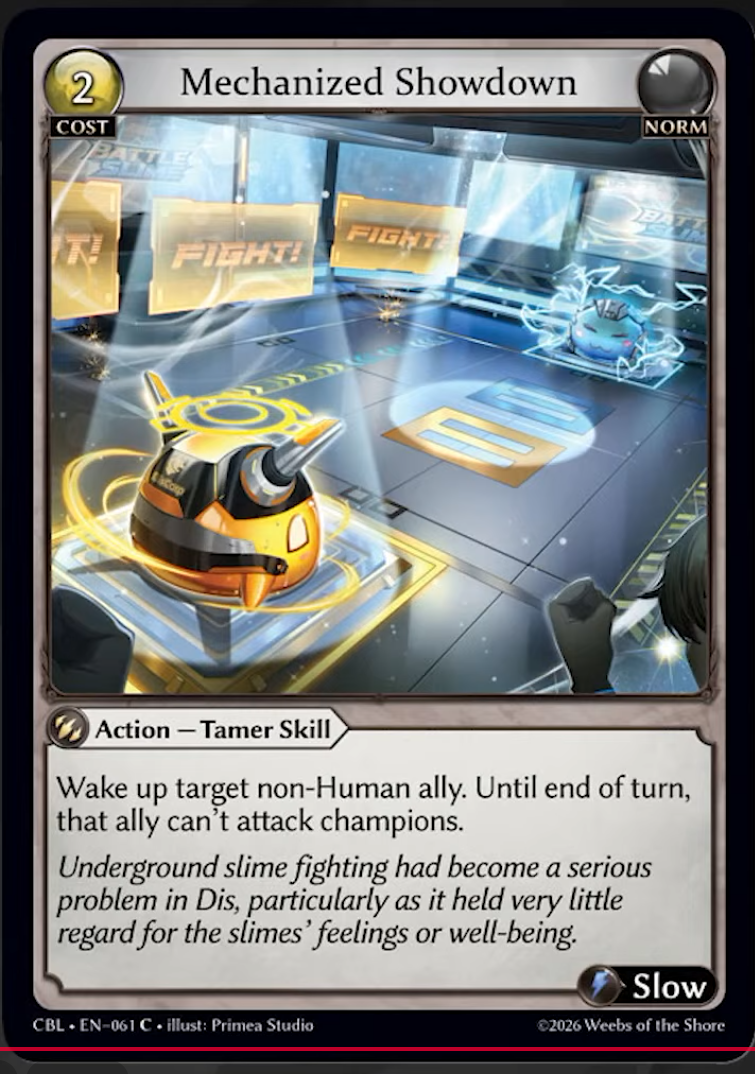 2
Mechanized Showdown
COST
NORM
BATTLE
SLIME
BATTLE
T!
FIGHT!
FIGHT!
Action — Tamer Skill
Wake up target non-Human ally. Until end of turn,
that ally can't attack champions.
Underground slime fighting had become a serious
problem in Dis, particularly as it held very little
regard for the slimes' feelings or well-being.
Slow
CBL • EN-061 C • illust: Primea Studio
©2026 Weebs of the Shore